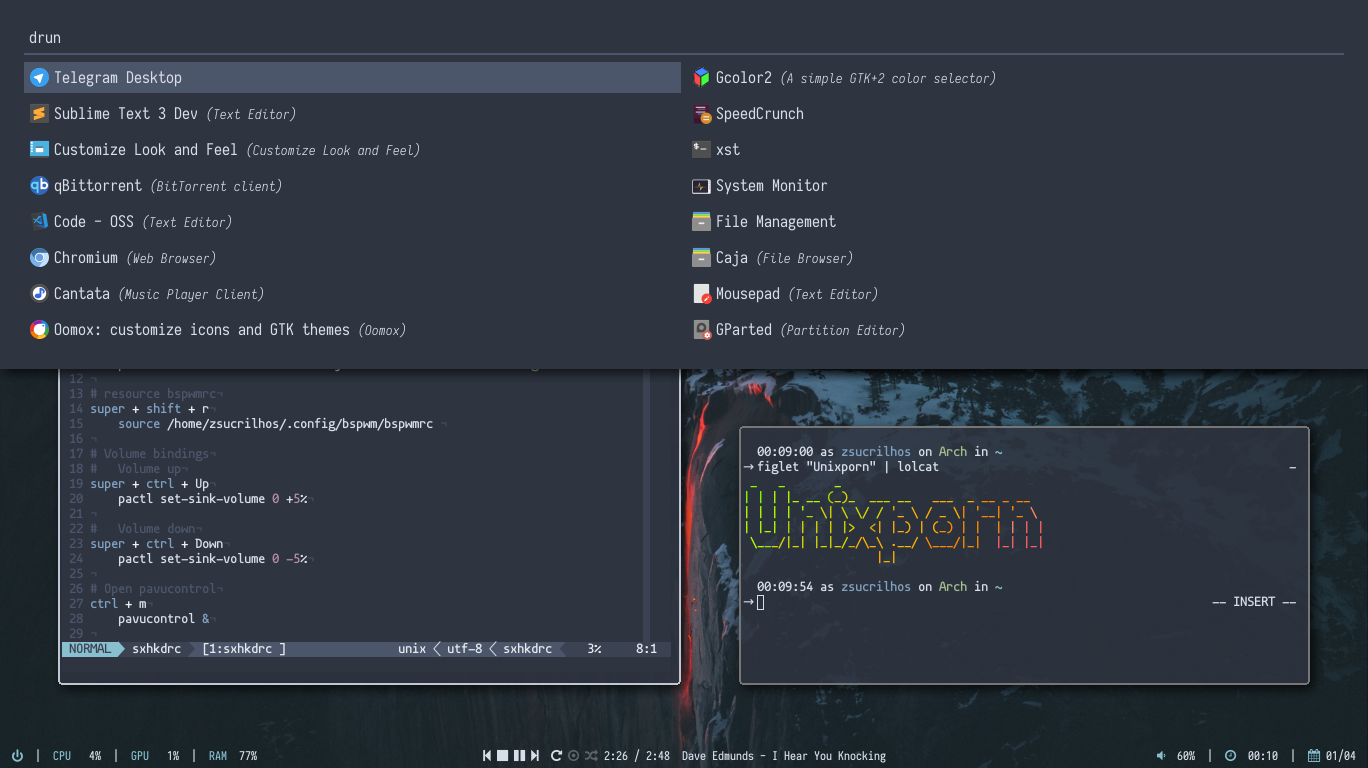 drun
Telegram Desktop
Sublime Text 3 Dev (Text Editor)
Customize Look and Feel (Customize Look and Feel)
qBittorrent (BitTorrent client)
Code - OSS (Text Editor)
Chromium (Web Browser)
Cantata (Music Player Client)
Oomox: customize icons and GTK themes (Oomox)
Gcolor2 (A simple GTK+2 color selector)
SpeedCrunch
xst
System Monitor
File Management
Caja (File Browser)
Mousepad (Text Editor)
GParted (Partition Editor)
12 ¬
13 # resource bspwmrc¬
14 super + shift + r¬
15 source /home/zsucrilhos/.config/bspwm/bspwmrc ¬
16 ¬
17 # Volume bindings¬
18 # Volume up¬
19 super + ctrl + Up¬
20 pactl set-sink-volume 0 +5%¬
21 ¬
22 # Volume down¬
23 super + ctrl + Down¬
24 pactl set-sink-volume 0 -5%¬
25 ¬
26 # Open pavucontrol¬
27 ctrl + m¬
28 pavucontrol &¬
29 ¬
NORMAL sxhkdrc [1:sxhkdrc ] unix < utf-8 < sxhkdrc 3% 8:1
00:09:00 as zsucrilhos on Arch in ~
→ figlet "Unixporn" | lolcat –
Unixporn
00:09:54 as zsucrilhos on Arch in ~
→ -- INSERT --
| CPU 4% | GPU 1% | RAM 77%
2:26 / 2:48 Dave Edmunds - I Hear You Knocking
60% | 00:10 | 01/04